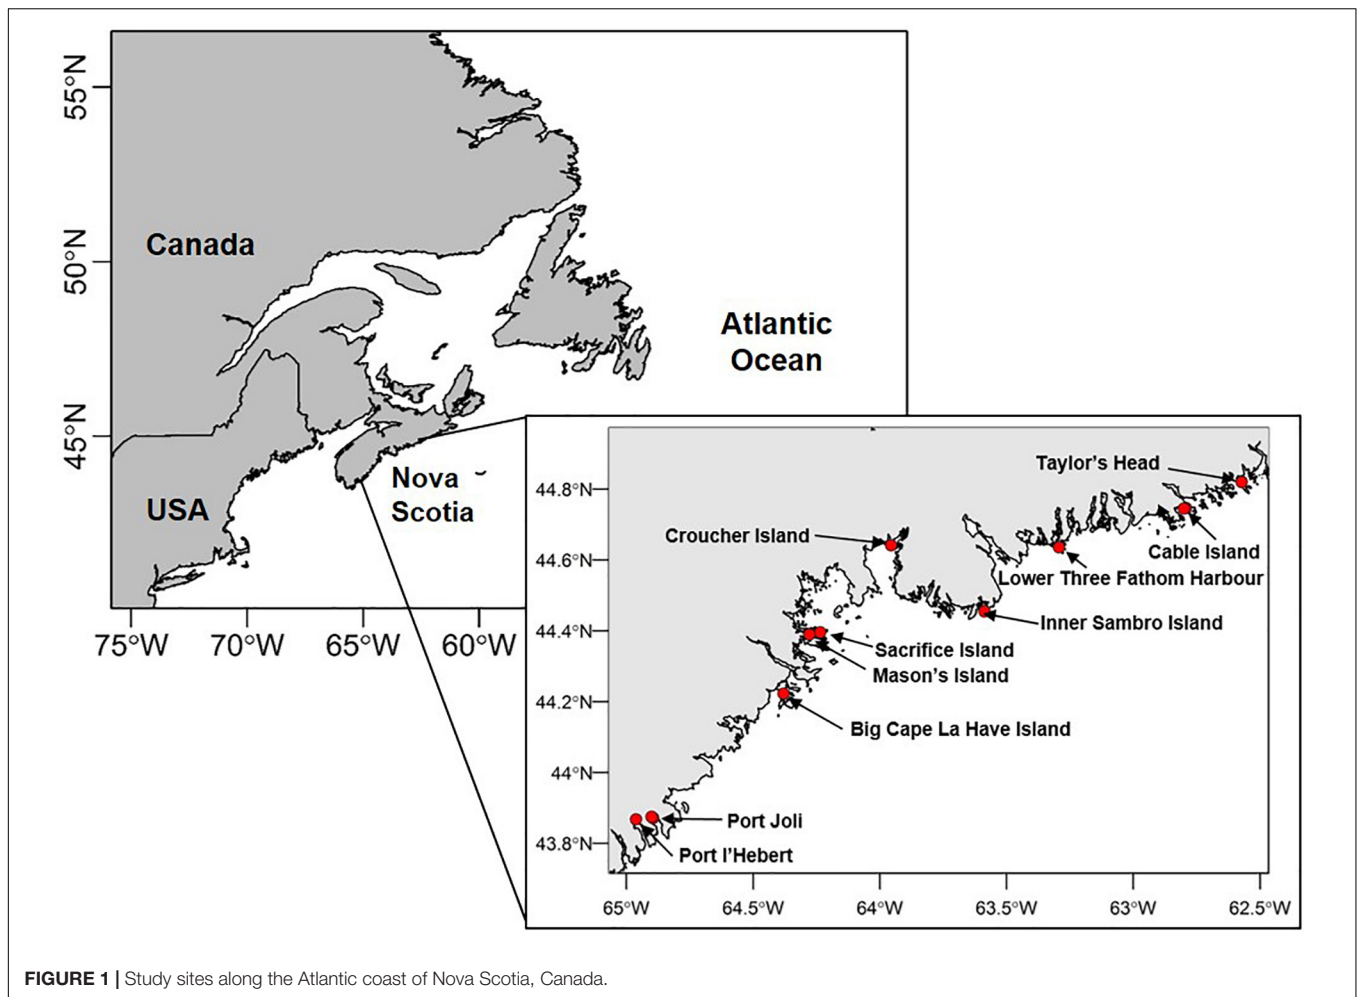 55°N
50°N
45°N
Canada
USA
Atlantic
Ocean
Nova
Scotia
75°W
70°W
65°W
60°W
44.8°N
44.6°N
44.4°N
44.2°N
44°N
43.8°N
Taylor's Head
Croucher Island
Cable Island
Lower Three Fathom Harbour
Inner Sambro Island
Sacrifice Island
Mason's Island
Big Cape La Have Island
Port Joli
Port l'Hebert
65°W
64.5°W
64°W
63.5°W
63°W
62.5°W
FIGURE 1 | Study sites along the Atlantic coast of Nova Scotia, Canada.